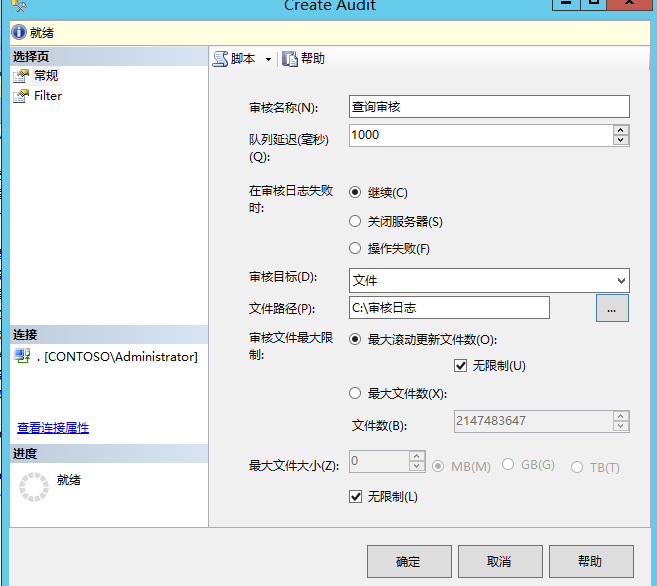 Create Audit
就绪
选择页
常规
Filter
脚本
帮助
审核名称(N):
查询审核
队列延迟(毫秒)
(Q):
1000
在审核日志失败
时:
继续(C)
关闭服务器(S)
操作失败(F)
审核目标(D):
文件
文件路径(P):
C:\审核日志
...
审核文件最大限
制:
最大滚动更新文件数(O):
无限制(U)
最大文件数(X):
文件数(B):
2147483647
最大文件大小(Z):
0
MB(M)
GB(G)
TB(T)
无限制(L)
连接
. [CONTOSO\Administrator]
查看连接属性
进度
就绪
确定
取消
帮助